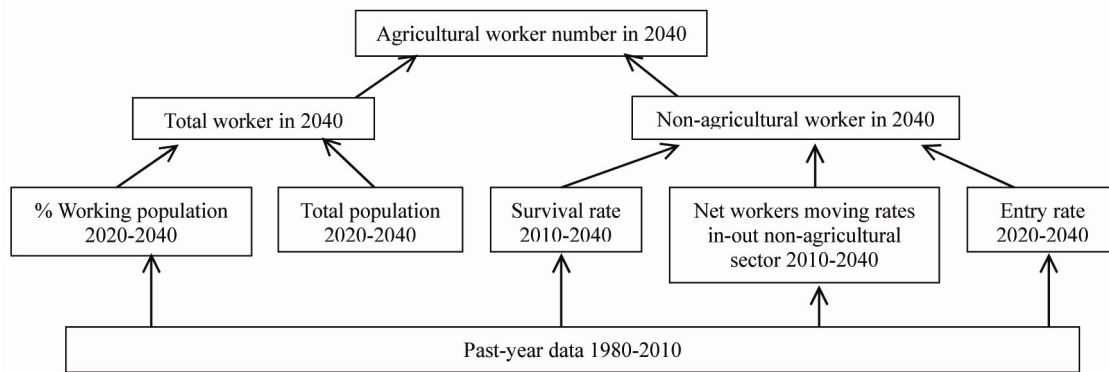 Agricultural worker number in 2040
Total worker in 2040
Non-agricultural worker in 2040
% Working population
2020-2040
Total population
2020-2040
Survival rate
2010-2040
Net workers moving rates
in-out non-agricultural
sector 2010-2040
Entry rate
2020-2040
Past-year data 1980-2010